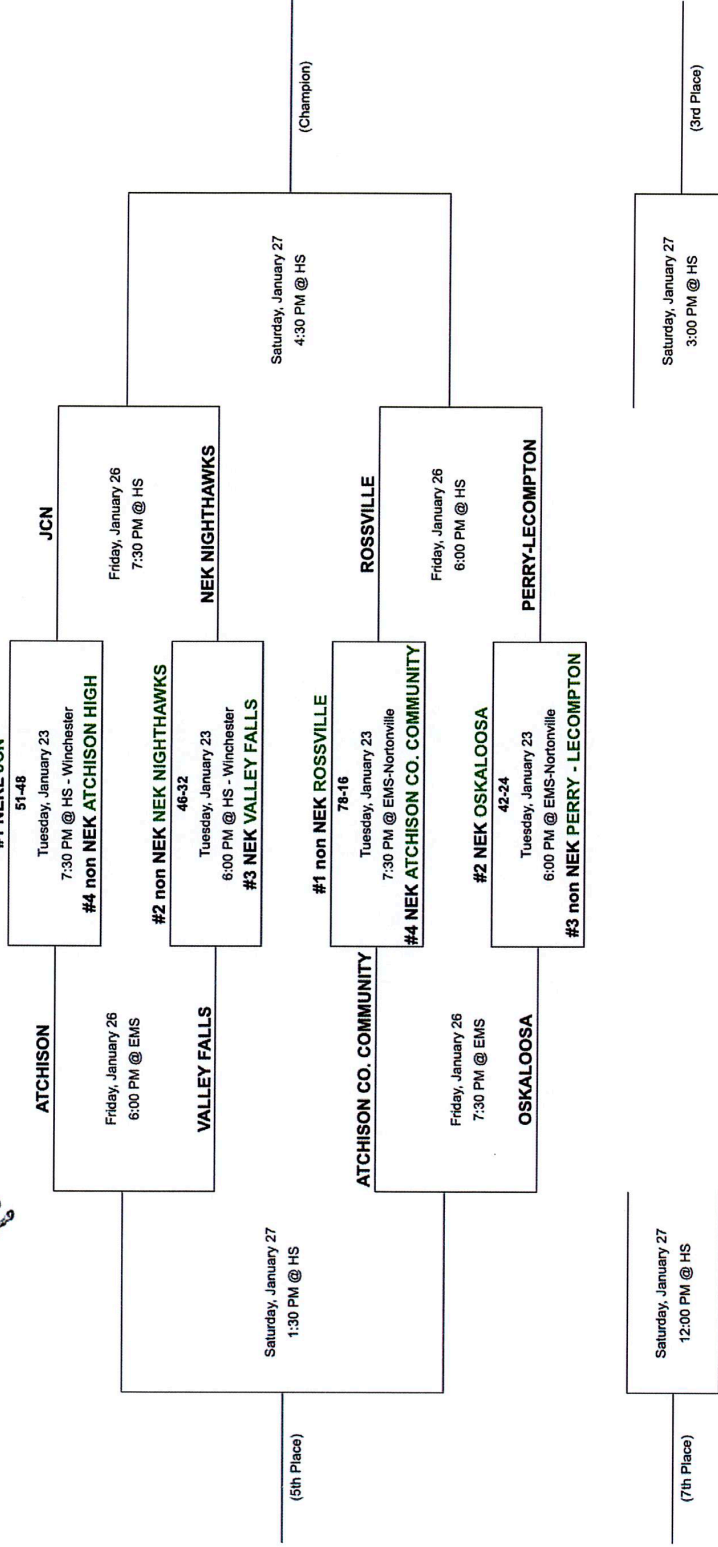 51-48
Tuesday, January 23
7:30 PM @ HS - Winchester
#4 non NEK ATCHISON HIGH
ATCHISON
Friday, January 26
6:00 PM @ EMS
VALLEY FALLS
JCN
Friday, January 26
7:30 PM @ HS
NEK NIGHTHAWKS
#2 non NEK NEK NIGHTHAWKS
46-32
Tuesday, January 23
6:00 PM @ HS - Winchester
#3 NEK VALLEY FALLS
Saturday, January 27
1:30 PM @ HS
(5th Place)
Saturday, January 27
4:30 PM @ HS
(Champion)
#1 non NEK ROSSVILLE
78-16
Tuesday, January 23
7:30 PM @ EMS-Nortonville
#4 NEK ATCHISON CO. COMMUNITY
ATCHISON CO. COMMUNITY
Friday, January 26
7:30 PM @ EMS
OSKALOOSA
ROSSVILLE
Friday, January 26
6:00 PM @ HS
PERRY-LECOMPTON
#2 NEK OSKALOOSA
42-24
Tuesday, January 23
6:00 PM @ EMS-Nortonville
#3 non NEK PERRY - LECOMPTON
Saturday, January 27
12:00 PM @ HS
(7th Place)
Saturday, January 27
3:00 PM @ HS
(3rd Place)